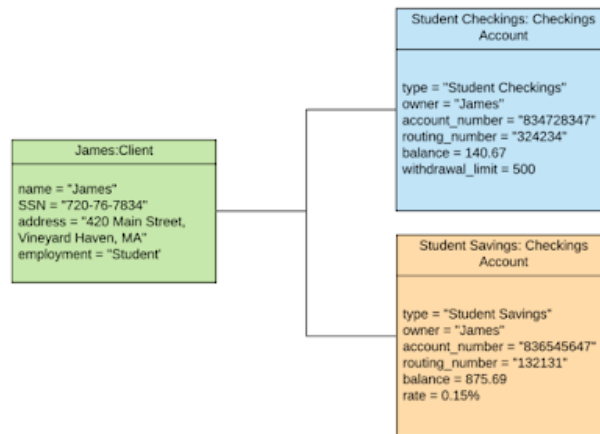 Student Checkings: Checkings
Account
type = "Student Checkings"
owner = "James"
account_number = "834728347"
routing_number = "324234"
balance = 140.67
withdrawal_limit = 500
James:Client
name = "James"
SSN = "720-76-7834"
address = "420 Main Street,
Vineyard Haven, MA"
employment = "Student'
Student Savings: Checkings
Account
type = "Student Savings"
owner = "James"
account_number = "836545647"
routing_number = "132131"
balance = 875.69
rate = 0.15%